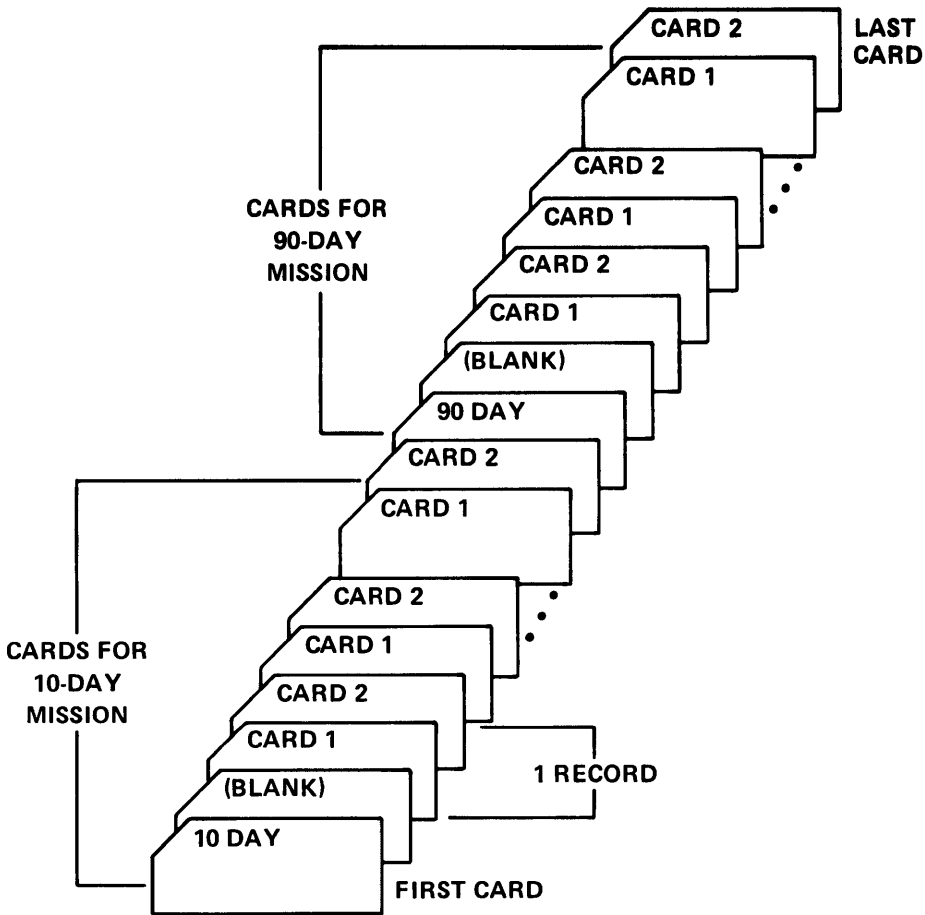 CARD 2
LAST
CARD
CARD 1
CARD 2
CARDS FOR
90-DAY
MISSION
CARD 1
CARD 2
CARD 1
(BLANK)
90 DAY
CARD 2
CARD 1
CARD 2
CARD 1
CARDS FOR
10-DAY
MISSION
CARD 2
CARD 1
1 RECORD
(BLANK)
10 DAY
FIRST CARD